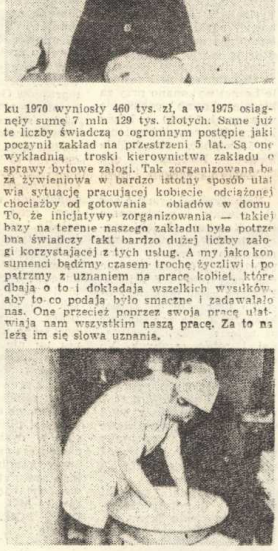 ku 1970 wyniosły 460 tys. zł, a w 1975 osiąg-
nęły sumę 7 mln 129 tys. złotych. Same już
te liczby świadczą o ogromnym postępie jaki
poczynił zakład na przestrzeni 5 lat. Są one
wykładnią troski kierownictwa zakładu o
sprawy bytowe załogi. Tak zorganizowana ba
za żywieniowa w bardzo istotny sposób ułat
wia sytuację pracującej kobiecie odciążonej
chociażby od gotowania obiadów w domu
To, że inicjatywy zorganizowania — takiej
bazy na terenie naszego zakładu była potrze
bna świadczy fakt bardzo dużej liczby zało-
gi korzystającej z tych usług. A my jako kon
sumenci bądźmy czasem trochę życzliwi i po
patrzmy z uznaniem na pracę kobiet, które
dbają o to i dokładają wszelkich wysiłków,
aby to co podają było smaczne i zadawalało
nas. One przecież poprzez swoja pracę ułat-
wiają nam wszystkim naszą pracę. Za to na
leżą im się słowa uznania.